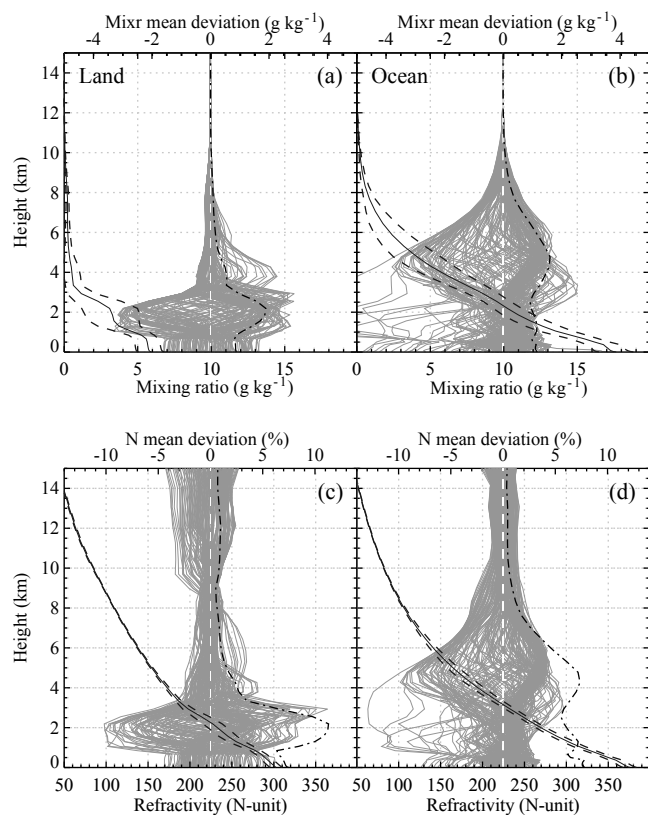 Mixr mean deviation (g kg⁻¹) Mixr mean deviation (g kg⁻¹)
-4 -2 0 2 4 -4 -2 0 2 4
14 Land (a) Ocean (b)
12
10
8
6
4
2
0
Height (km)
0 5 10 15 0 5 10 15
Mixing ratio (g kg⁻¹) Mixing ratio (g kg⁻¹)
N mean deviation (%) N mean deviation (%)
-10 -5 0 5 10 -10 -5 0 5 10
14 (c) (d)
12
10
8
6
4
2
0
Height (km)
50 100 150 200 250 300 350 50 100 150 200 250 300 350
Refractivity (N-unit) Refractivity (N-unit)